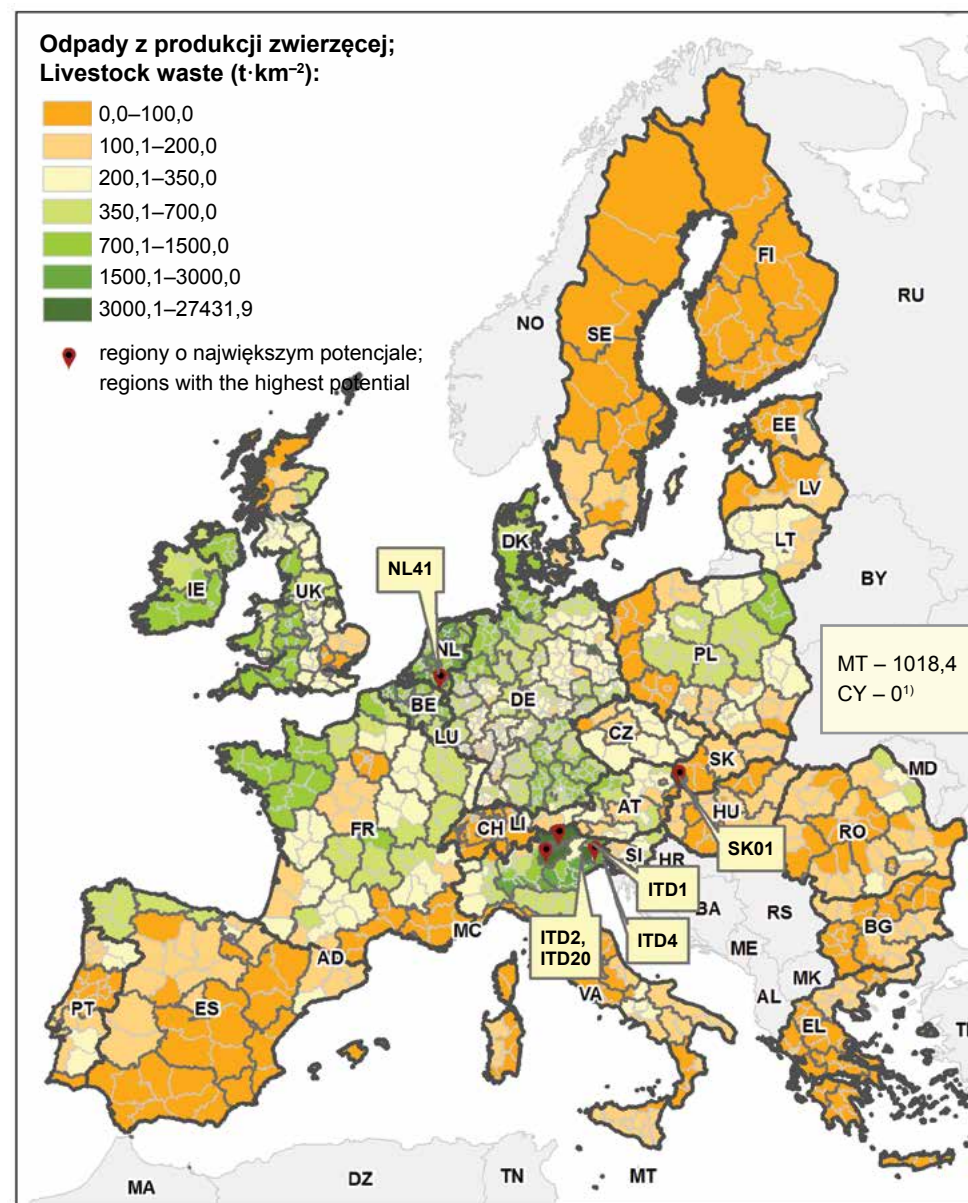 Odpady z produkcji zwierzęcej;
Livestock waste (t·km⁻²):
0,0–100,0
100,1–200,0
200,1–350,0
350,1–700,0
700,1–1500,0
1500,1–3000,0
3000,1–27431,9
regiony o największym potencjale;
regions with the highest potential
FI
RU
NO
SE
EE
LV
LT
DK
BY
NL41
IE
UK
NL
PL
MT – 1018,4
CY – 0¹⁾
BE
DE
LU
CZ
SK
MD
AT
HU
FR
CH
LI
RO
SI
HR
SK01
ITD1
BA
RS
MC
ITD2,
ITD20
ITD4
BG
AD
ME
VA
MK
PT
ES
AL
EL
MA
DZ
TN
MT